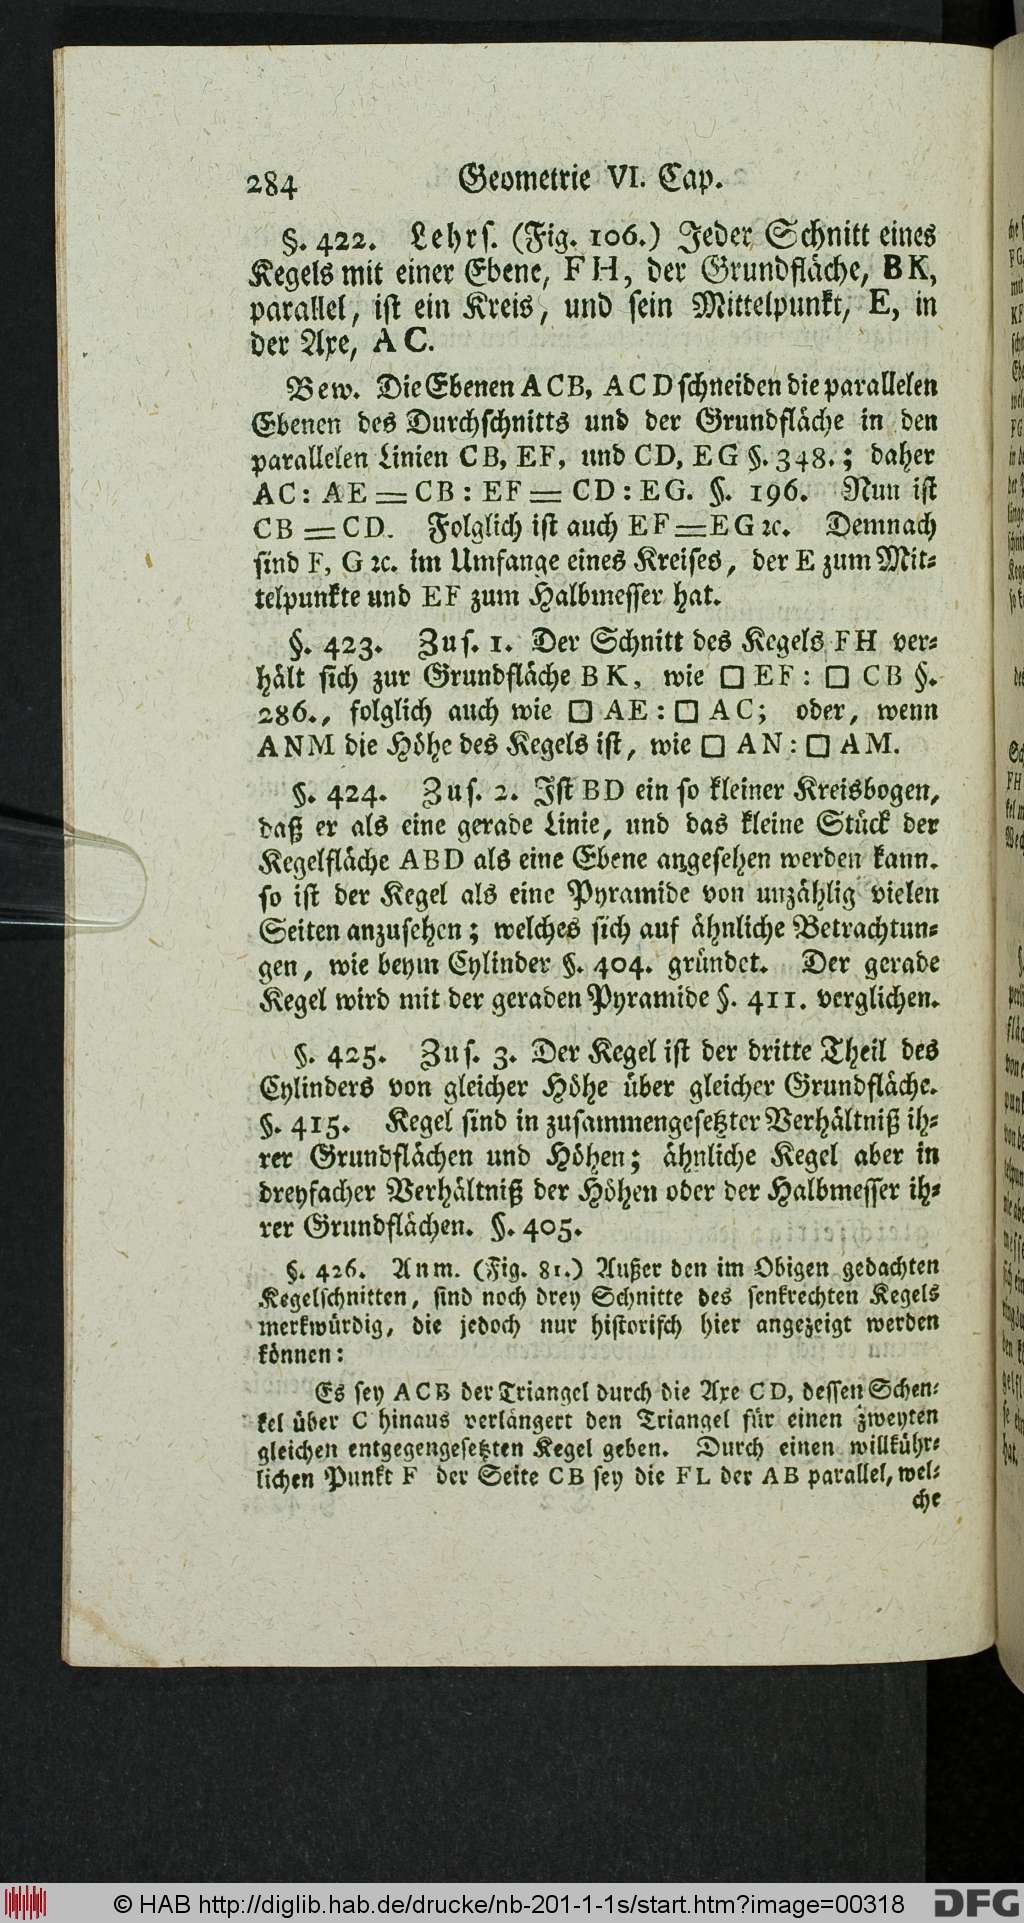 284 Geometrie VI. Cap.
§. 422. Lehrs. (Fig. 106.) Jeder Schnitt eines
Kegels mit einer Ebene, FH, der Grundfläche, BK,
parallel, ist ein Kreis, und sein Mittelpunkt, E, in
der Axe, AC.
Bew. Die Ebenen ACB, ACD schneiden die parallelen
Ebenen des Durchschnitts und der Grundfläche in den
parallelen Linien CB, EF, und CD, EG §. 348.; daher
AC: AE = CB: EF = CD: EG. §. 196. Nun ist
CB = CD. Folglich ist auch EF = EG ꝛc. Demnach
sind F, G ꝛc. im Umfange eines Kreises, der E zum Mit-
telpunkte und EF zum Halbmesser hat.
§. 423. Zus. 1. Der Schnitt des Kegels FH ver-
hält sich zur Grundfläche BK, wie □ EF: □ CB §.
286., folglich auch wie □ AE: □ AC; oder, wenn
ANM die Höhe des Kegels ist, wie □ AN: □ AM.
§. 424. Zus. 2. Ist BD ein so kleiner Kreisbogen,
daß er als eine gerade Linie, und das kleine Stück der
Kegelfläche ABD als eine Ebene angesehen werden kann.
so ist der Kegel als eine Pyramide von unzählig vielen
Seiten anzusehen; welches sich auf ähnliche Betrachtun-
gen, wie beym Cylinder §. 404. gründet. Der gerade
Kegel wird mit der geraden Pyramide §. 411. verglichen.
§. 425. Zus. 3. Der Kegel ist der dritte Theil des
Cylinders von gleicher Höhe über gleicher Grundfläche.
§. 415. Kegel sind in zusammengesetzter Verhältniß ih-
rer Grundflächen und Höhen; ähnliche Kegel aber in
dreyfacher Verhältniß der Höhen oder der Halbmesser ih-
rer Grundflächen. §. 405.
§. 426. Anm. (Fig. 81.) Außer den im Obigen gedachten
Kegelschnitten, sind noch drey Schnitte des senkrechten Kegels
merkwürdig, die jedoch nur historisch hier angezeigt werden
können:
Es sey ACB der Triangel durch die Axe CD, dessen Schen-
kel über C hinaus verlängert den Triangel für einen zweyten
gleichen entgegengesetzten Kegel geben. Durch einen willkühr-
lichen Punkt F der Seite CB sey die FL der AB parallel, wel-
che
© HAB http://diglib.hab.de/drucke/nb-201-1-1s/start.htm?image=00318
DFG